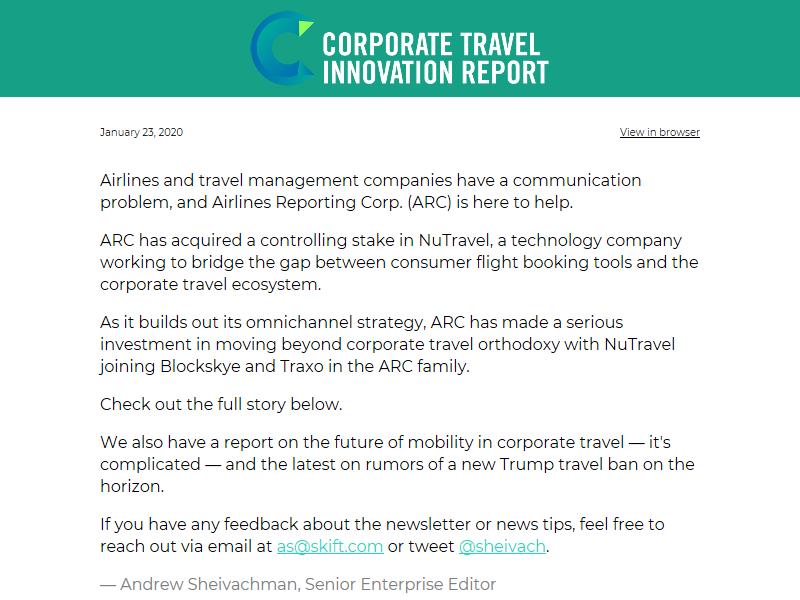 CORPORATE TRAVEL
INNOVATION REPORT
January 23, 2020
View in browser
Airlines and travel management companies have a communication
problem, and Airlines Reporting Corp. (ARC) is here to help.
ARC has acquired a controlling stake in NuTravel, a technology company
working to bridge the gap between consumer flight booking tools and the
corporate travel ecosystem.
As it builds out its omnichannel strategy, ARC has made a serious
investment in moving beyond corporate travel orthodoxy with NuTravel
joining Blockskye and Traxo in the ARC family.
Check out the full story below.
We also have a report on the future of mobility in corporate travel — it's
complicated — and the latest on rumors of a new Trump travel ban on the
horizon.
If you have any feedback about the newsletter or news tips, feel free to
reach out via email at as@skift.com or tweet @sheivach.
— Andrew Sheivachman, Senior Enterprise Editor